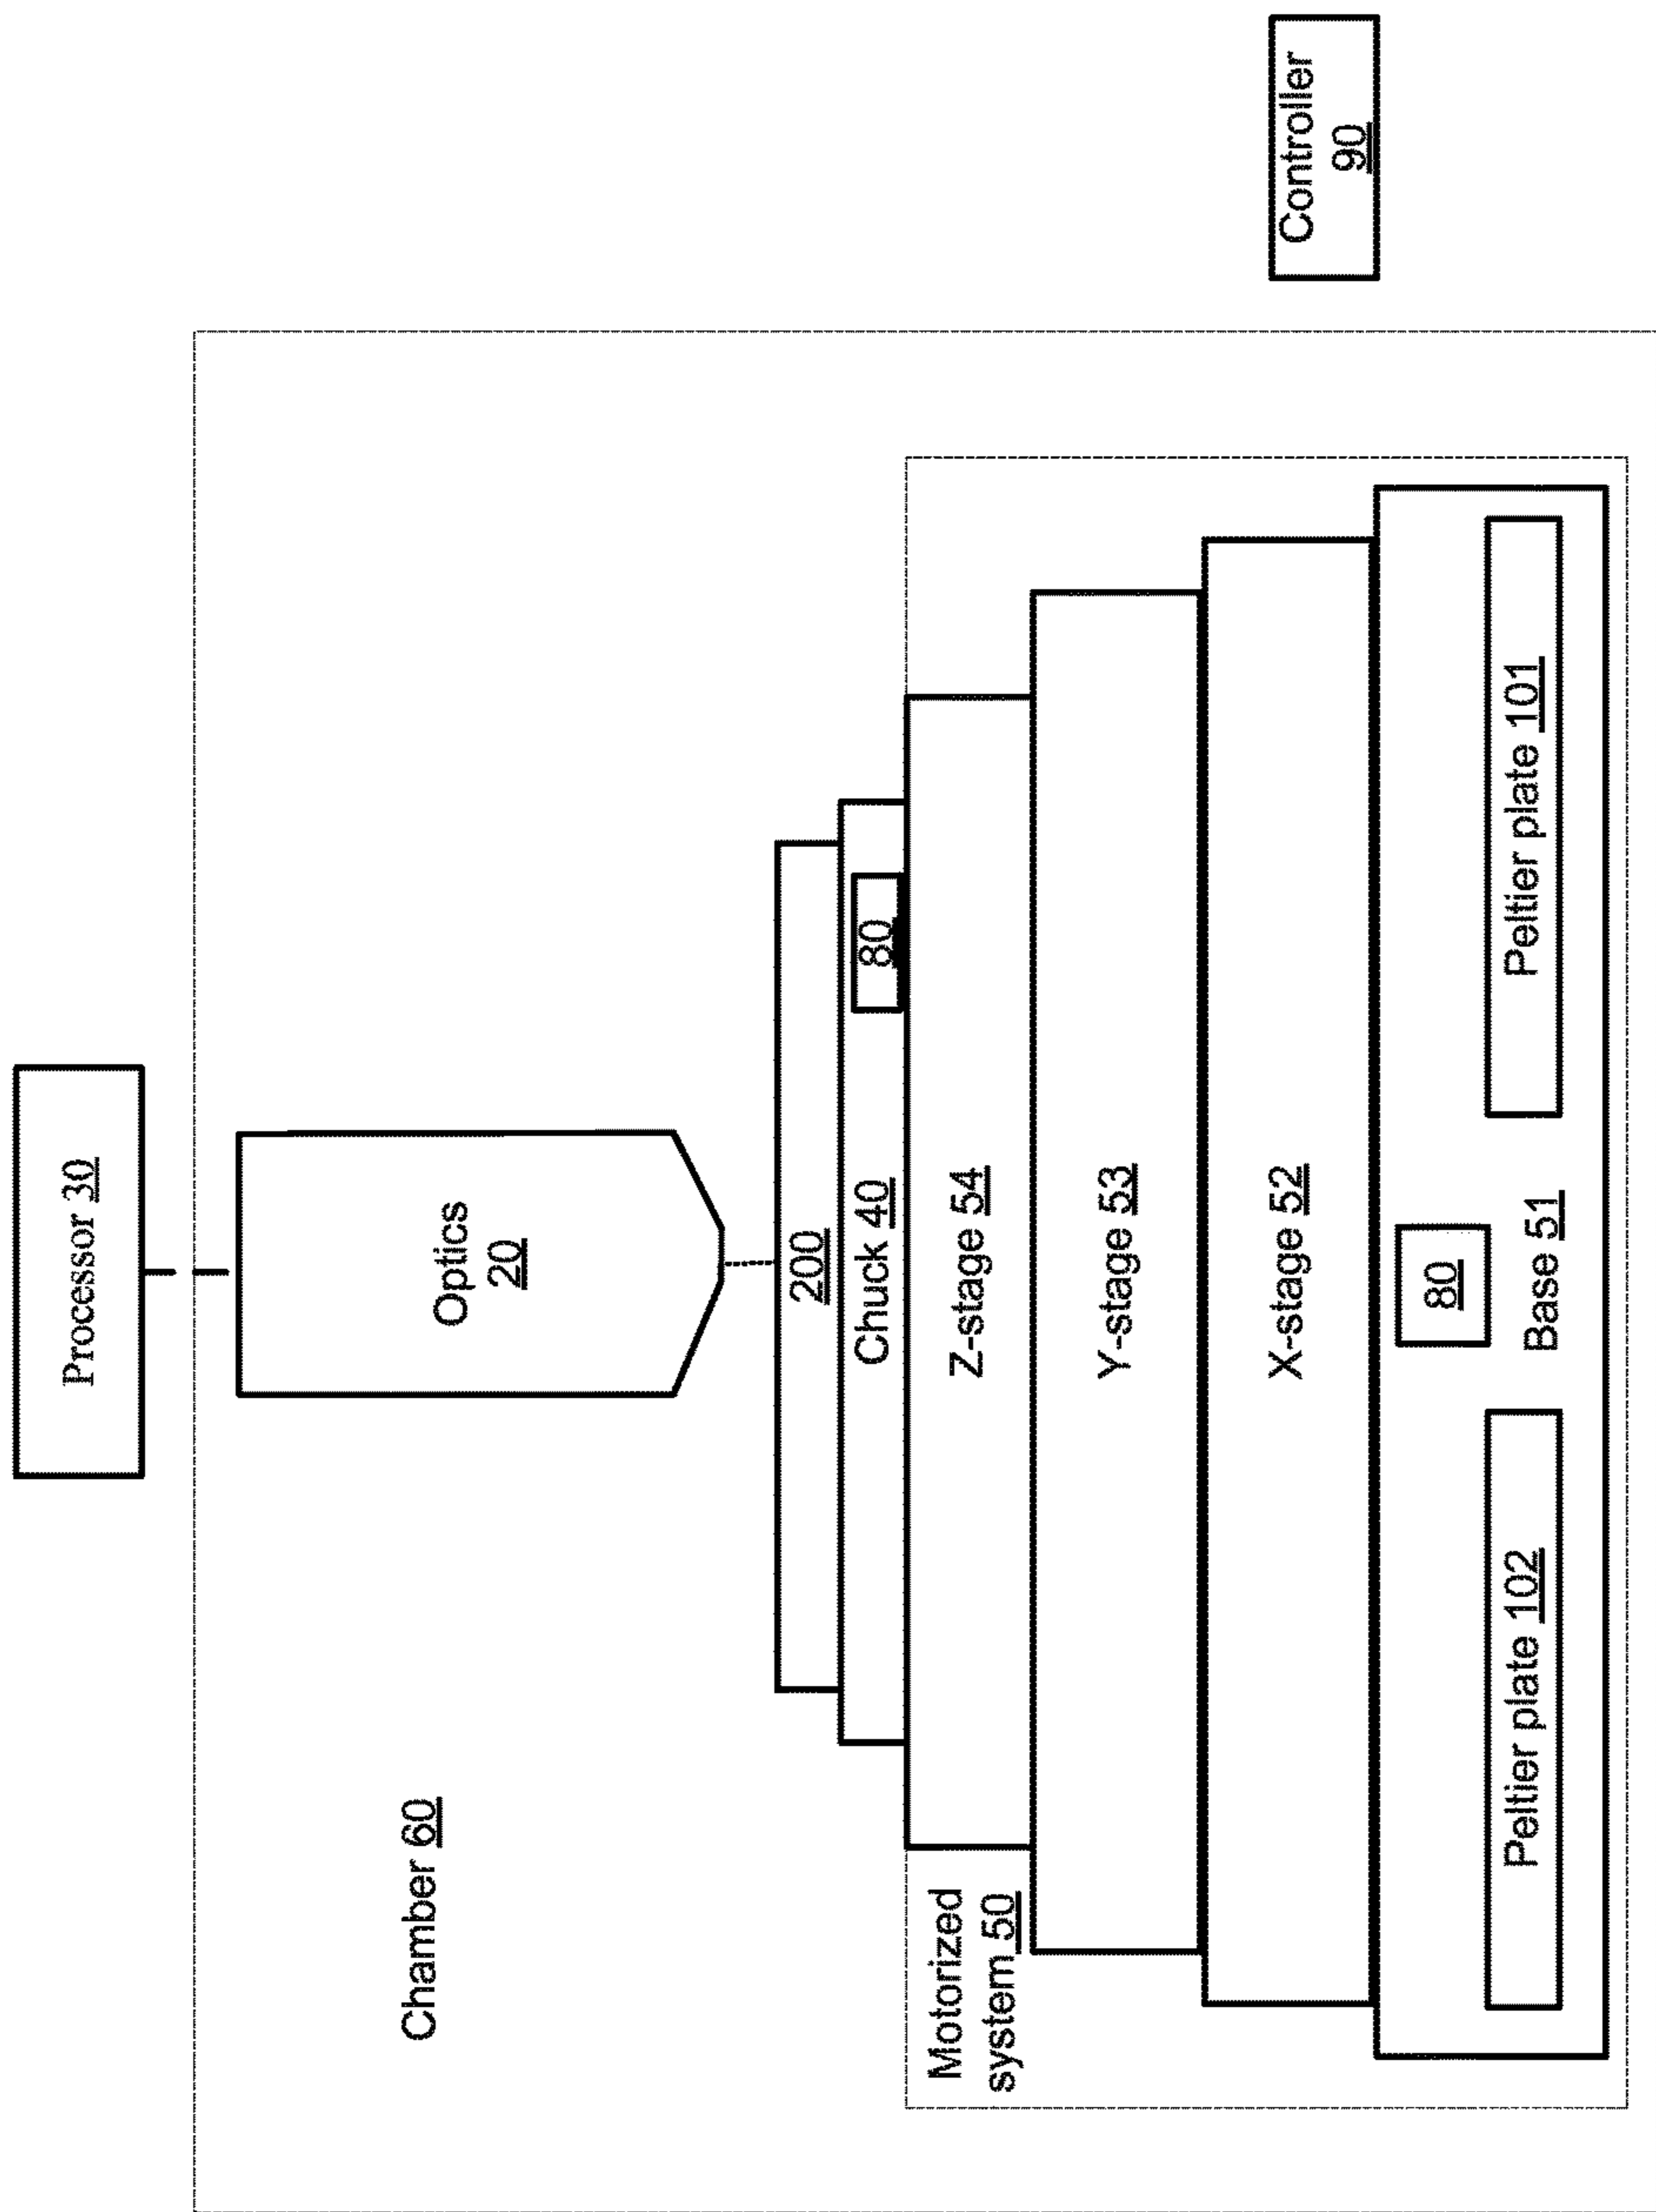 Processor 30
Optics
20
Chamber 60
200
Chuck 40
80
Motorized
system 50
Z-stage 54
Y-stage 53
X-stage 52
80
Base 51
Peltier plate 102
Peltier plate 101
Controller
90